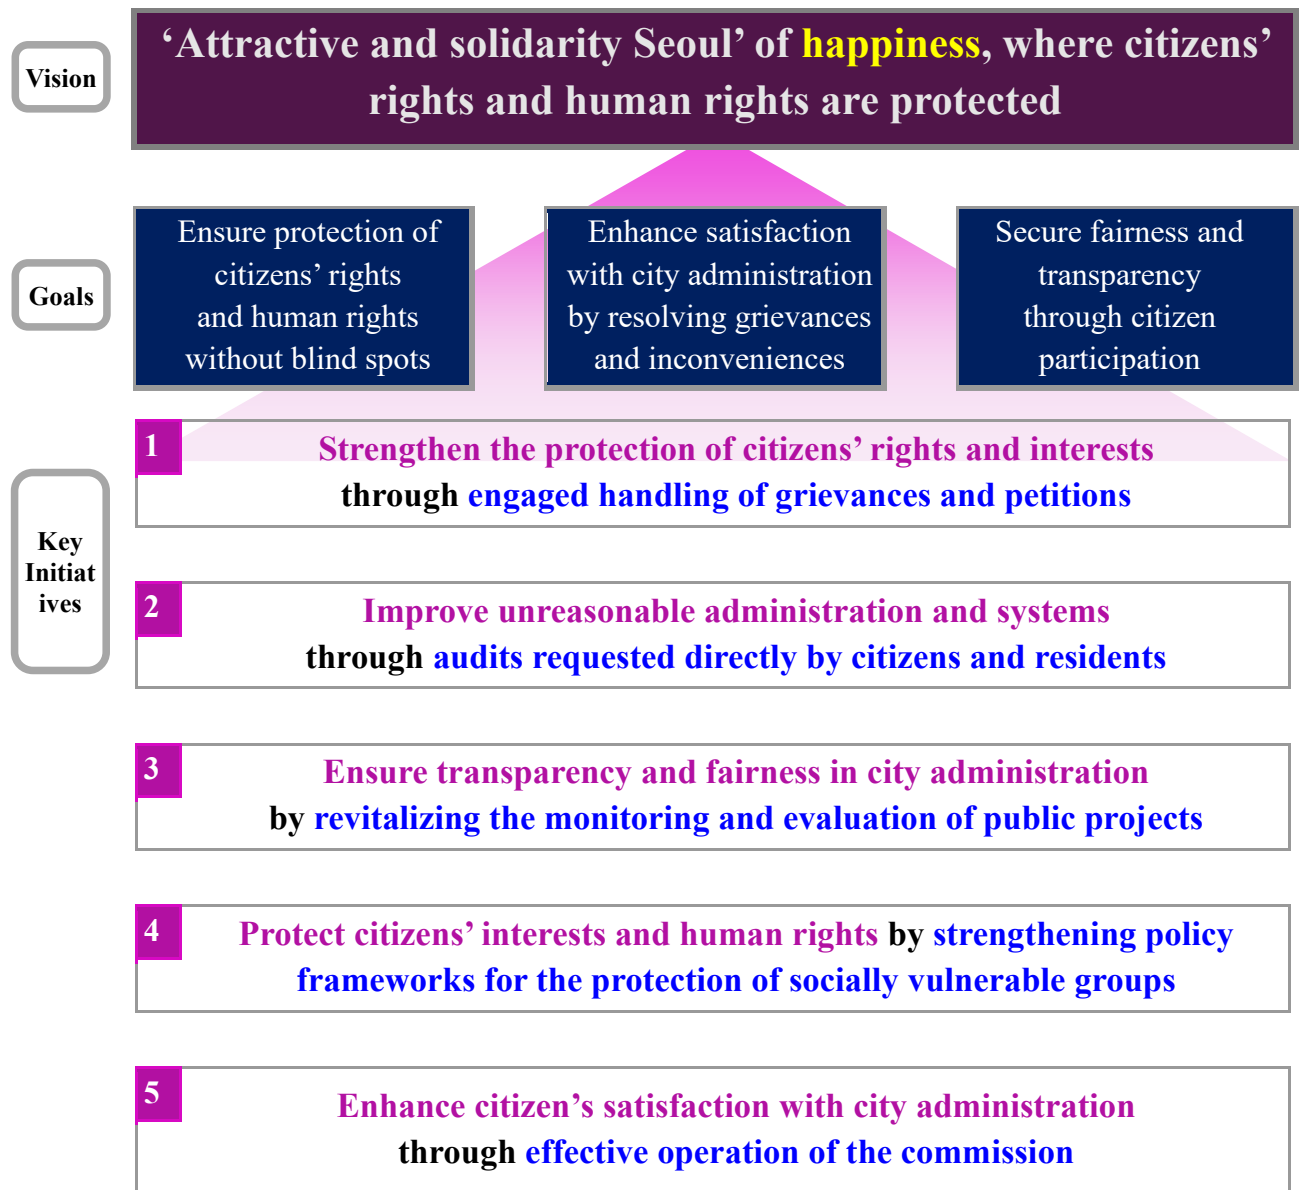 Vision
‘Attractive and solidarity Seoul’ of happiness, where citizens’
rights and human rights are protected
Goals
Ensure protection of
citizens’ rights
and human rights
without blind spots
Enhance satisfaction
with city administration
by resolving grievances
and inconveniences
Secure fairness and
transparency
through citizen
participation
Key
Initiat
ives
1
Strengthen the protection of citizens’ rights and interests
through engaged handling of grievances and petitions
2
Improve unreasonable administration and systems
through audits requested directly by citizens and residents
3
Ensure transparency and fairness in city administration
by revitalizing the monitoring and evaluation of public projects
4
Protect citizens’ interests and human rights by strengthening policy
frameworks for the protection of socially vulnerable groups
5
Enhance citizen’s satisfaction with city administration
through effective operation of the commission